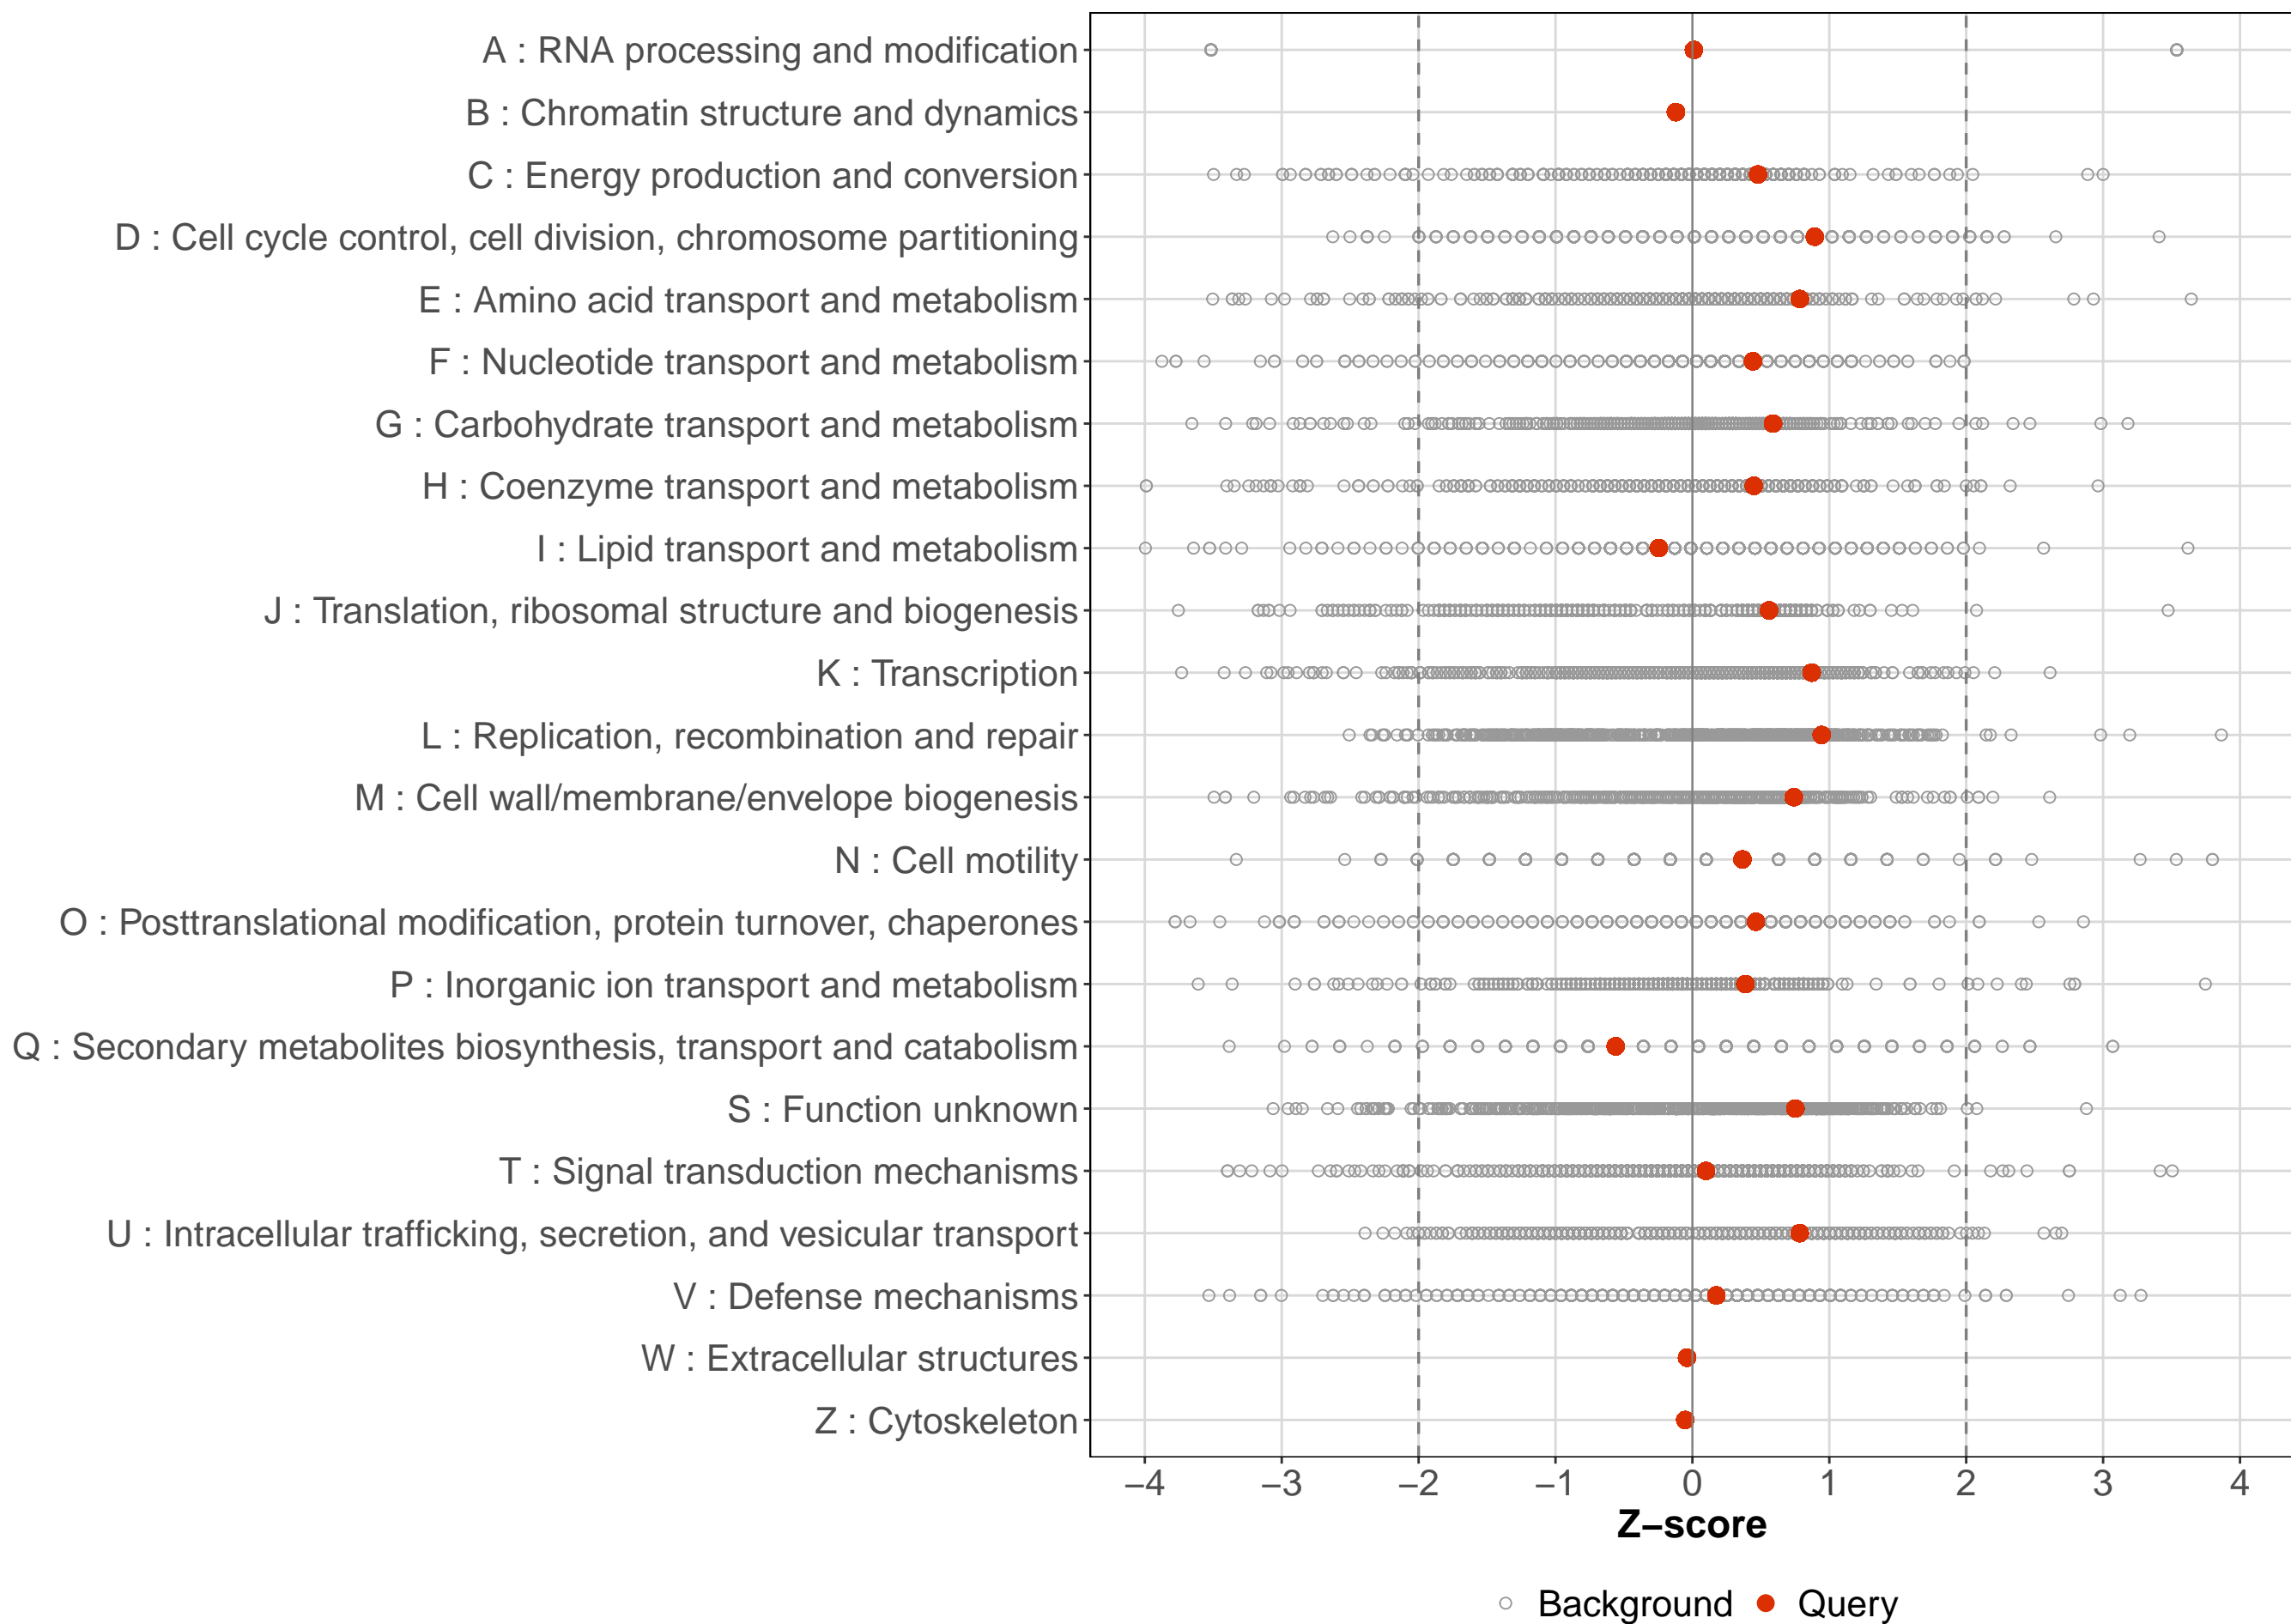 A : RNA processing and modification
B : Chromatin structure and dynamics
C : Energy production and conversion
D : Cell cycle control, cell division, chromosome partitioning
E : Amino acid transport and metabolism
F : Nucleotide transport and metabolism
G : Carbohydrate transport and metabolism
H : Coenzyme transport and metabolism
I : Lipid transport and metabolism
J : Translation, ribosomal structure and biogenesis
K : Transcription
L : Replication, recombination and repair
M : Cell wall/membrane/envelope biogenesis
N : Cell motility
O : Posttranslational modification, protein turnover, chaperones
P : Inorganic ion transport and metabolism
Q : Secondary metabolites biosynthesis, transport and catabolism
S : Function unknown
T : Signal transduction mechanisms
U : Intracellular trafficking, secretion, and vesicular transport
V : Defense mechanisms
W : Extracellular structures
Z : Cytoskeleton
−4 −3 −2 −1 0 1 2 3 4
Z−score
Background Query